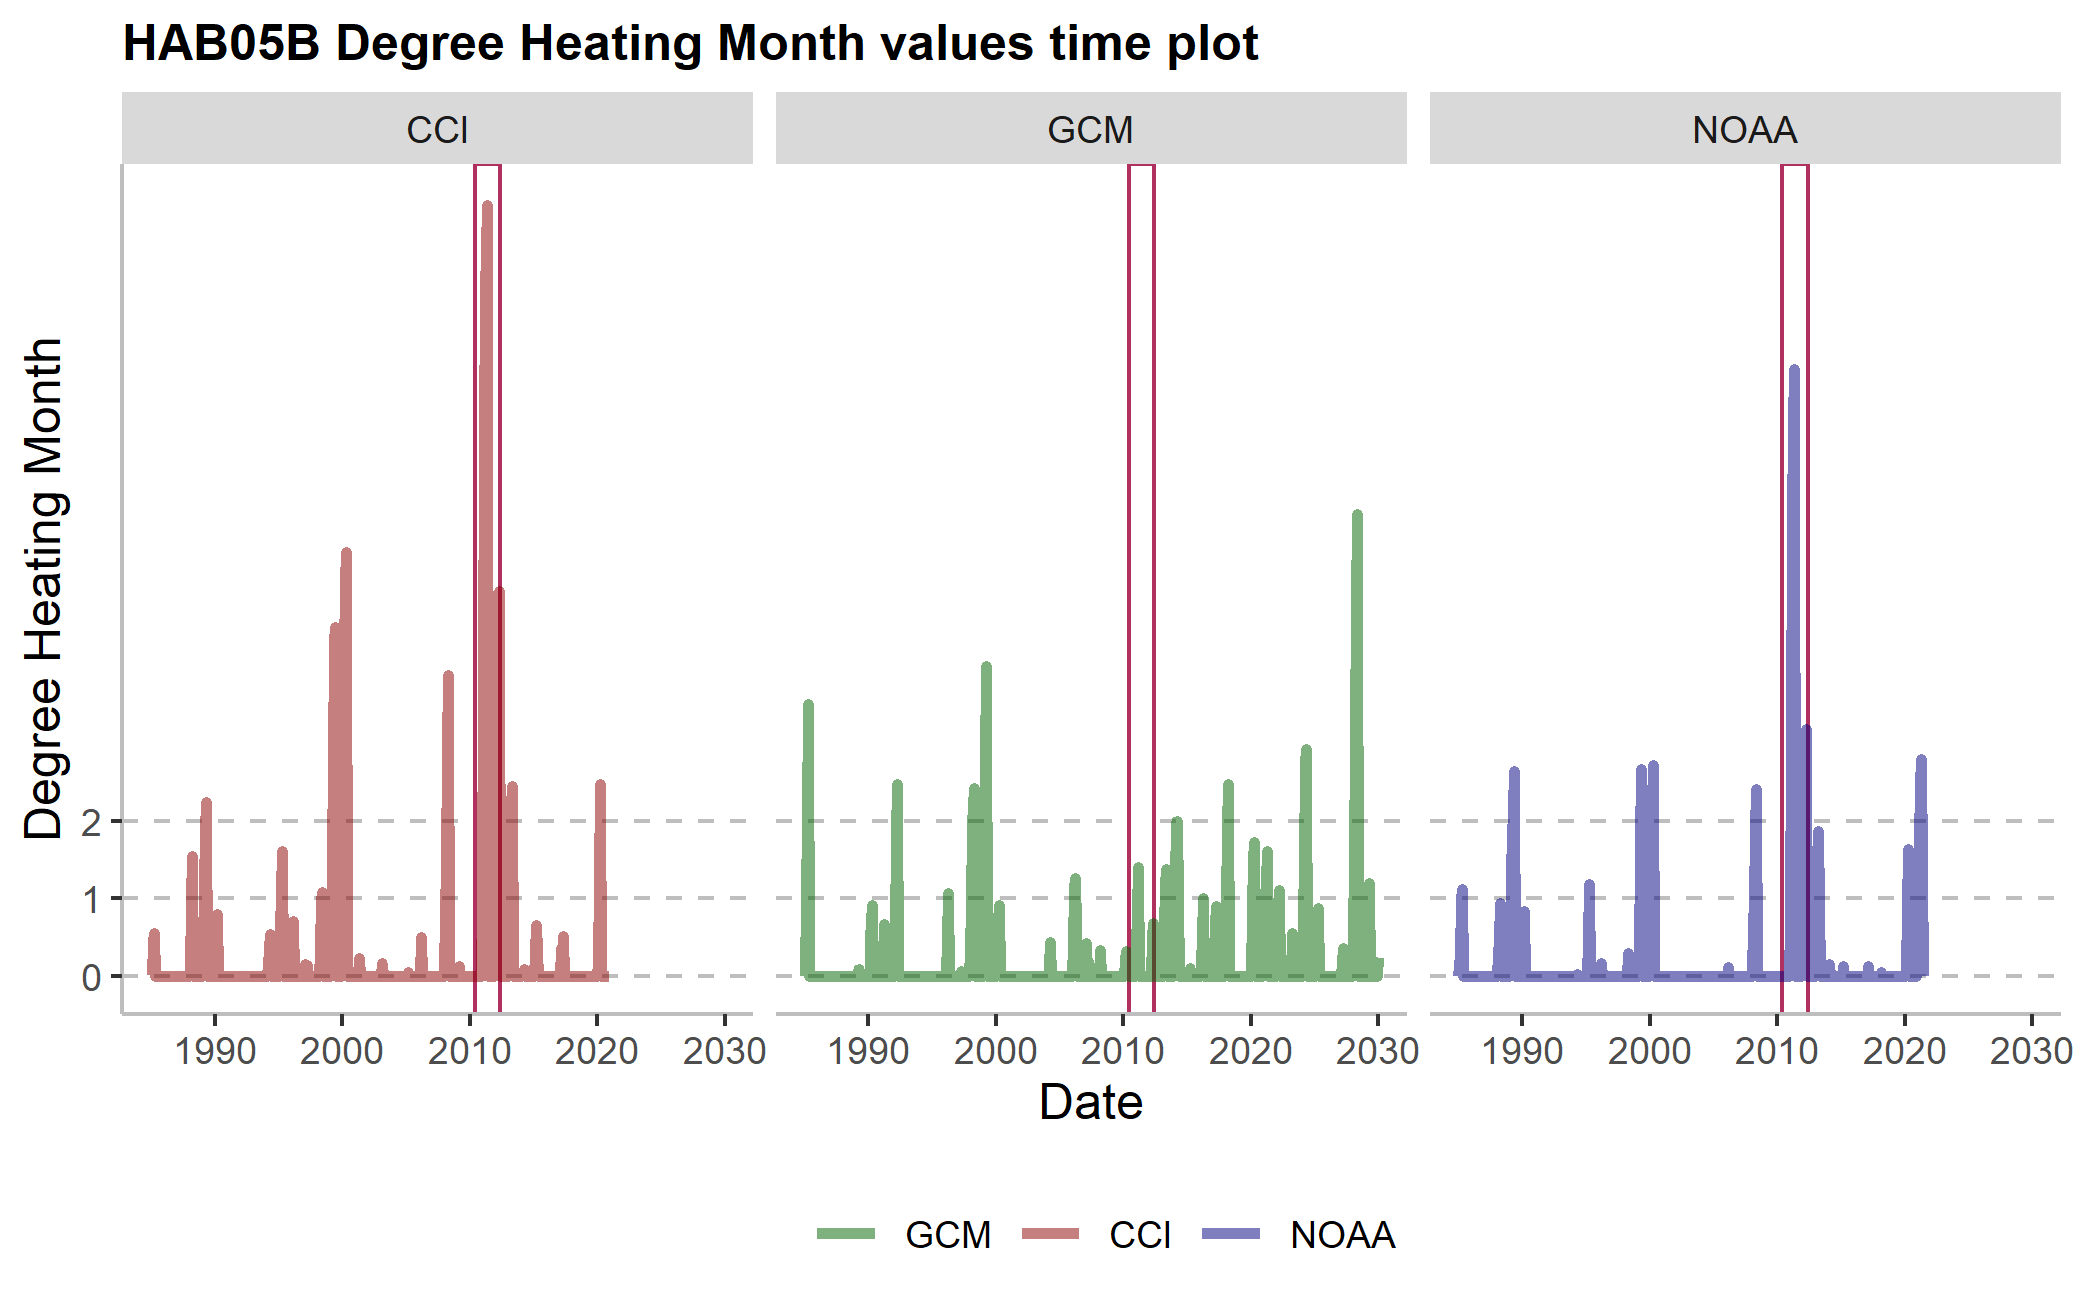 HAB05B Degree Heating Month values time plot
CCI GCM NOAA
Degree Heating Month
2
1
0
1990 2000 2010 2020 2030 1990 2000 2010 2020 2030 1990 2000 2010 2020 2030
Date
GCM CCI NOAA